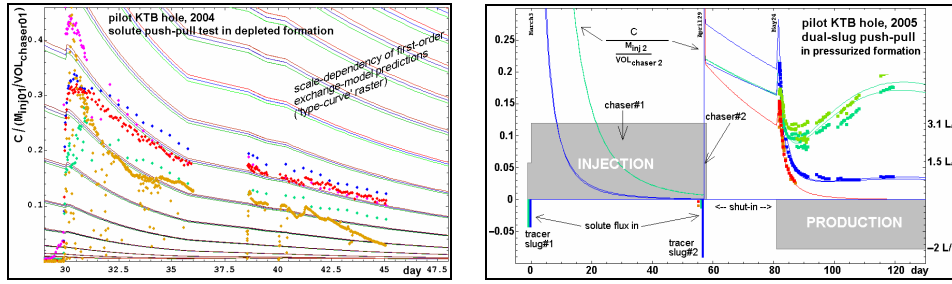 pilot KTB hole, 2004
solute push-pull test in depleted formation
scale-dependency of first-order
exchange-model predictions
('type-curve' raster)
C / (Minj01/VOLchaser01)
0.4
0.3
0.2
0.1
30
32.5
35
37.5
40
42.5
45
day
47.5
pilot KTB hole, 2005
dual-slug push-pull
in pressurized formation
March3
April29
May24
C
Minj 2
VOLchaser 2
chaser#1
chaser#2
INJECTION
PRODUCTION
<-- shut-in -->
solute flux in
tracer
slug#1
tracer
slug#2
0.25
0.2
0.15
0.1
0.05
0
−0.05
3.1 L/
1.5 L/
−2 L/
0
20
40
60
80
100
120
day